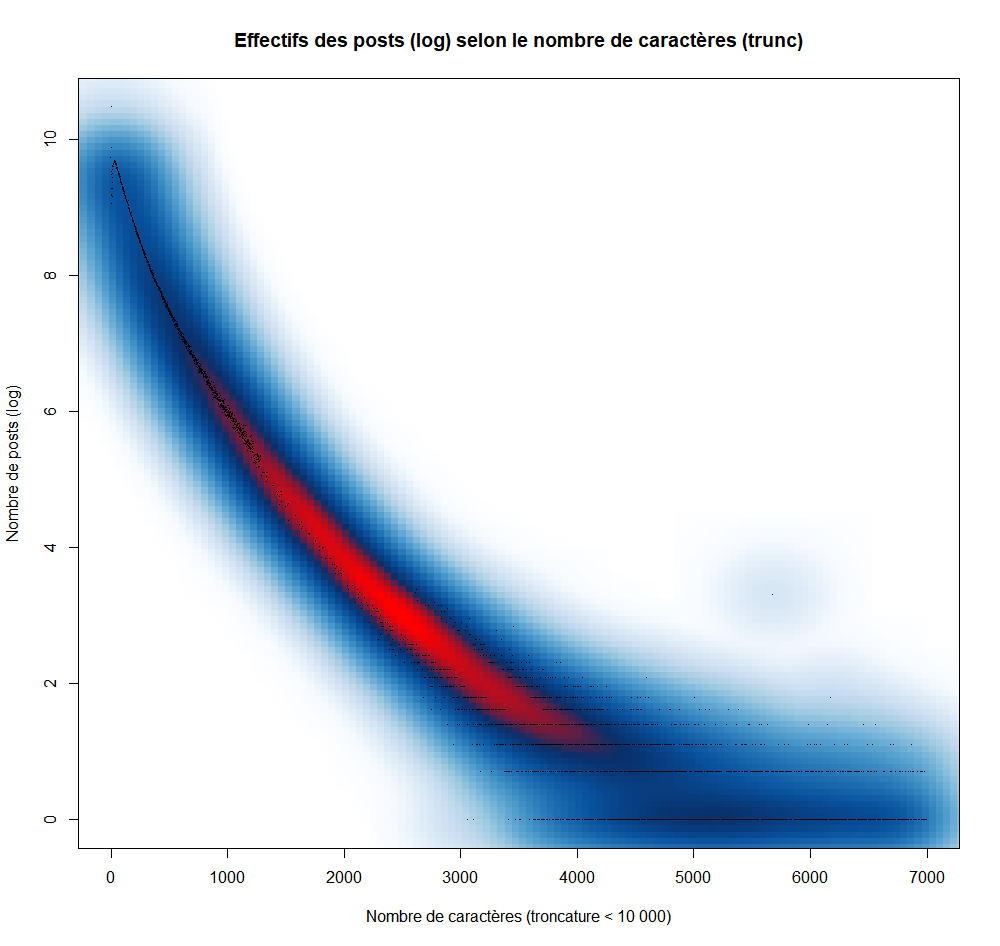 Effectifs des posts (log) selon le nombre de caractères (trunc)
Nombre de posts (log)
10
8
6
4
2
0
0 1000 2000 3000 4000 5000 6000 7000
Nombre de caractères (troncature < 10 000)